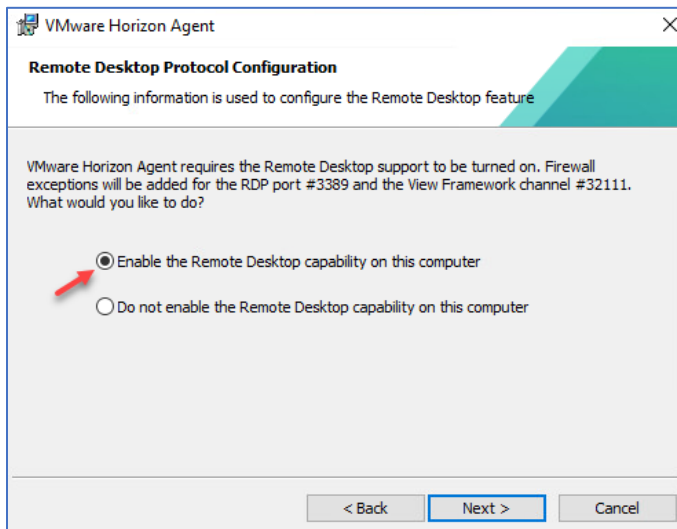 VMware Horizon Agent
Remote Desktop Protocol Configuration
The following information is used to configure the Remote Desktop feature
VMware Horizon Agent requires the Remote Desktop support to be turned on. Firewall
exceptions will be added for the RDP port #3389 and the View Framework channel #32111.
What would you like to do?
Enable the Remote Desktop capability on this computer
Do not enable the Remote Desktop capability on this computer
< Back
Next >
Cancel